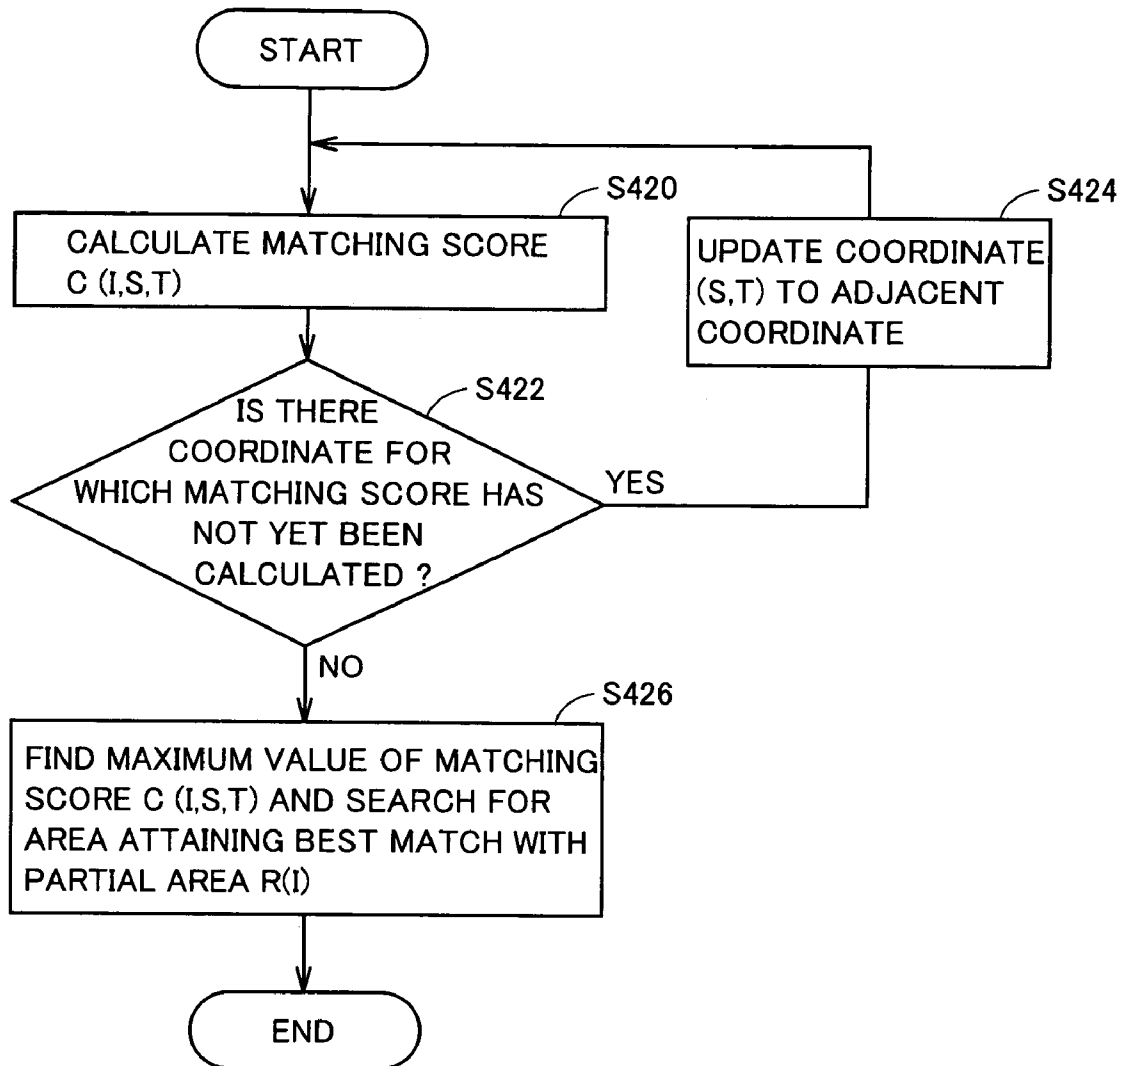 START
S420
CALCULATE MATCHING SCORE
C (I,S,T)
S424
UPDATE COORDINATE
(S,T) TO ADJACENT
COORDINATE
S422
IS THERE
COORDINATE FOR
WHICH MATCHING SCORE HAS
NOT YET BEEN
CALCULATED ?
YES
NO
S426
FIND MAXIMUM VALUE OF MATCHING
SCORE C (I,S,T) AND SEARCH FOR
AREA ATTAINING BEST MATCH WITH
PARTIAL AREA R(I)
END